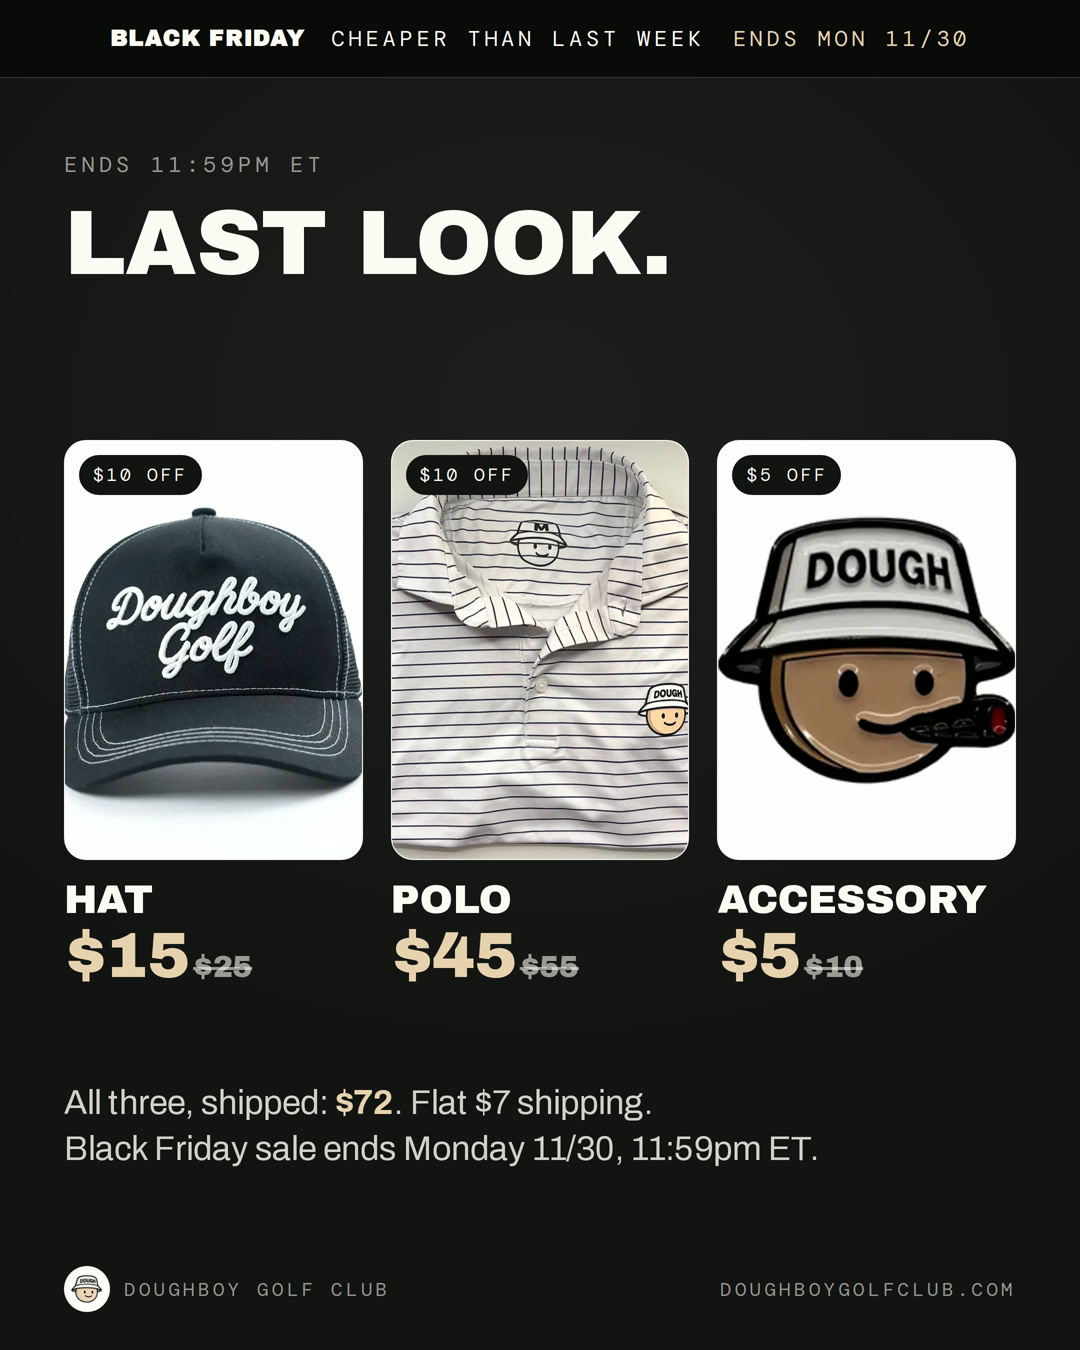 BLACK FRIDAY CHEAPER THAN LAST WEEK ENDS MON 11/30
ENDS 11:59PM ET
LAST LOOK.
$10 OFF
$10 OFF
$5 OFF
Doughboy
Golf
M
DOUGH
DOUGH
HAT
$15 $25
POLO
$45 $55
ACCESSORY
$5 $10
All three, shipped: $72. Flat $7 shipping.
Black Friday sale ends Monday 11/30, 11:59pm ET.
DOUGH
DOUGHBOY GOLF CLUB
DOUGHBOYGOLFCLUB.COM